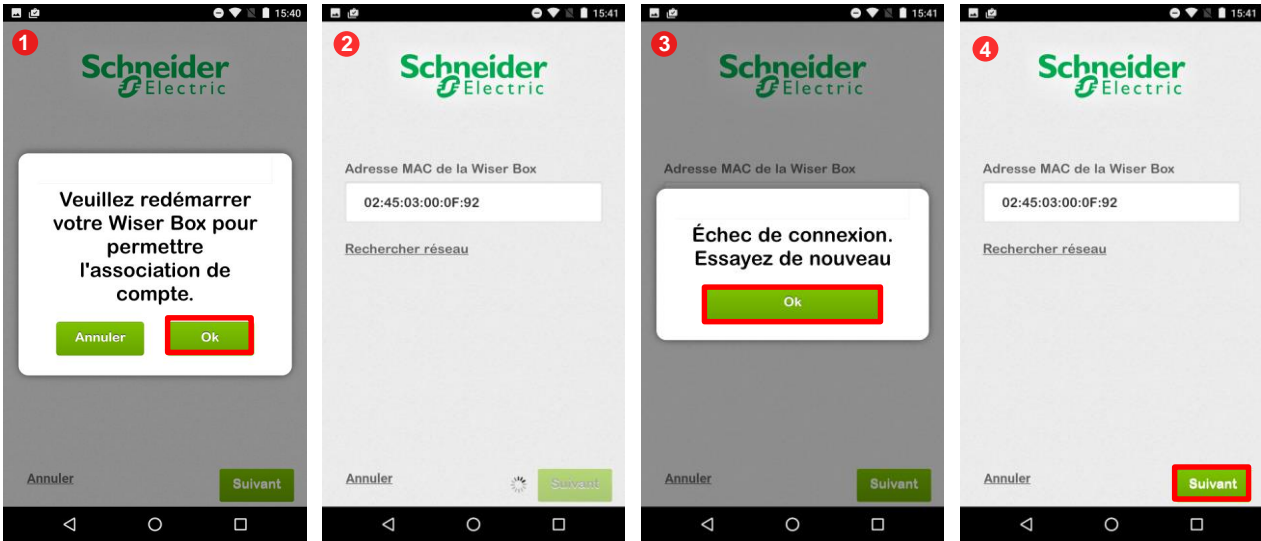 15:40
1
Schneider
Electric
Veuillez redémarrer
votre Wiser Box pour
permettre
l'association de
compte.
Annuler
Ok
Annuler
Suivant
15:41
2
Schneider
Electric
Adresse MAC de la Wiser Box
02:45:03:00:0F:92
Rechercher réseau
Annuler
Suivant
15:41
3
Schneider
Electric
Adresse MAC de la Wiser Box
Échec de connexion.
Essayez de nouveau
Ok
Annuler
Suivant
15:41
4
Schneider
Electric
Adresse MAC de la Wiser Box
02:45:03:00:0F:92
Rechercher réseau
Annuler
Suivant